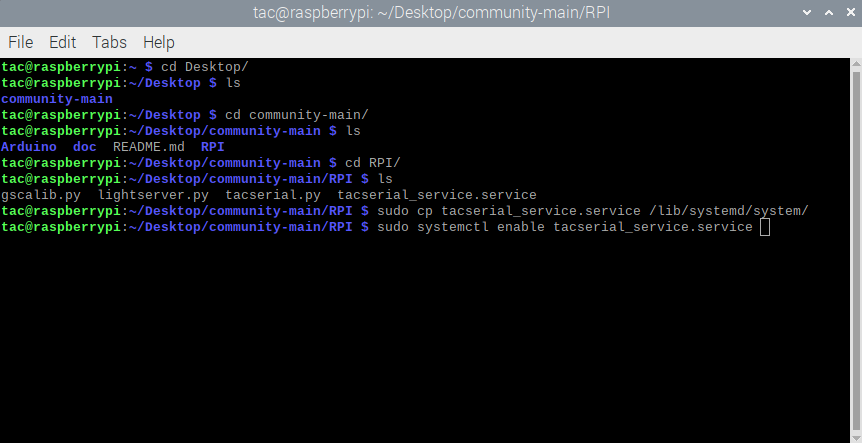 tac@raspberrypi: ~/Desktop/community-main/RPI
File Edit Tabs Help
tac@raspberrypi:~ $ cd Desktop/
tac@raspberrypi:~/Desktop $ ls
community-main
tac@raspberrypi:~/Desktop $ cd community-main/
tac@raspberrypi:~/Desktop/community-main $ ls
Arduino  doc  README.md  RPI
tac@raspberrypi:~/Desktop/community-main $ cd RPI/
tac@raspberrypi:~/Desktop/community-main/RPI $ ls
gscalib.py  lightserver.py  tacserial.py  tacserial_service.service
tac@raspberrypi:~/Desktop/community-main/RPI $ sudo cp tacserial_service.service /lib/systemd/system/
tac@raspberrypi:~/Desktop/community-main/RPI $ sudo systemctl enable tacserial_service.service